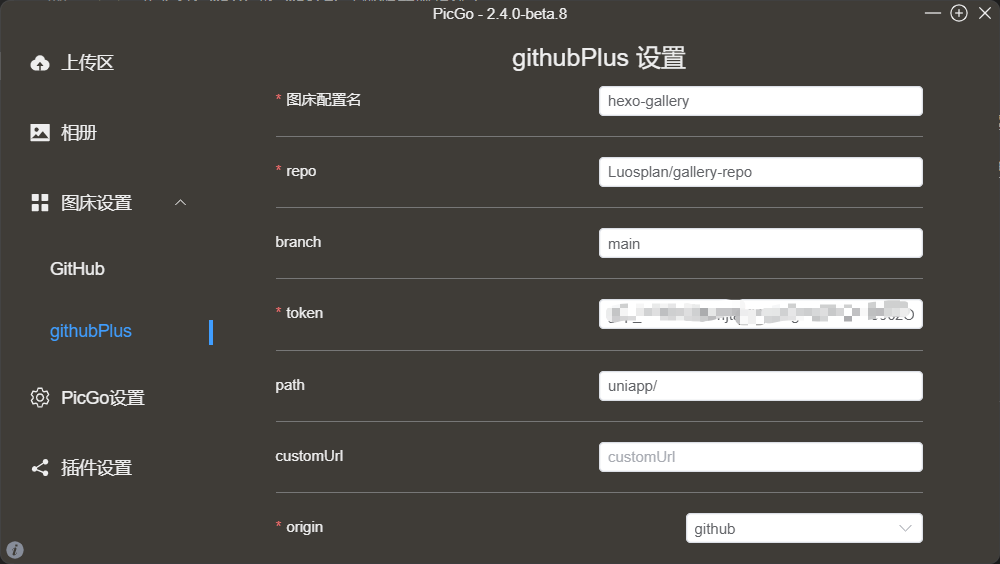 PicGo - 2.4.0-beta.8
上传区
相册
图床设置
GitHub
githubPlus
PicGo设置
插件设置
githubPlus 设置
* 图床配置名
hexo-gallery
* repo
Luosplan/gallery-repo
branch
main
* token
path
uniapp/
customUrl
customUrl
* origin
github